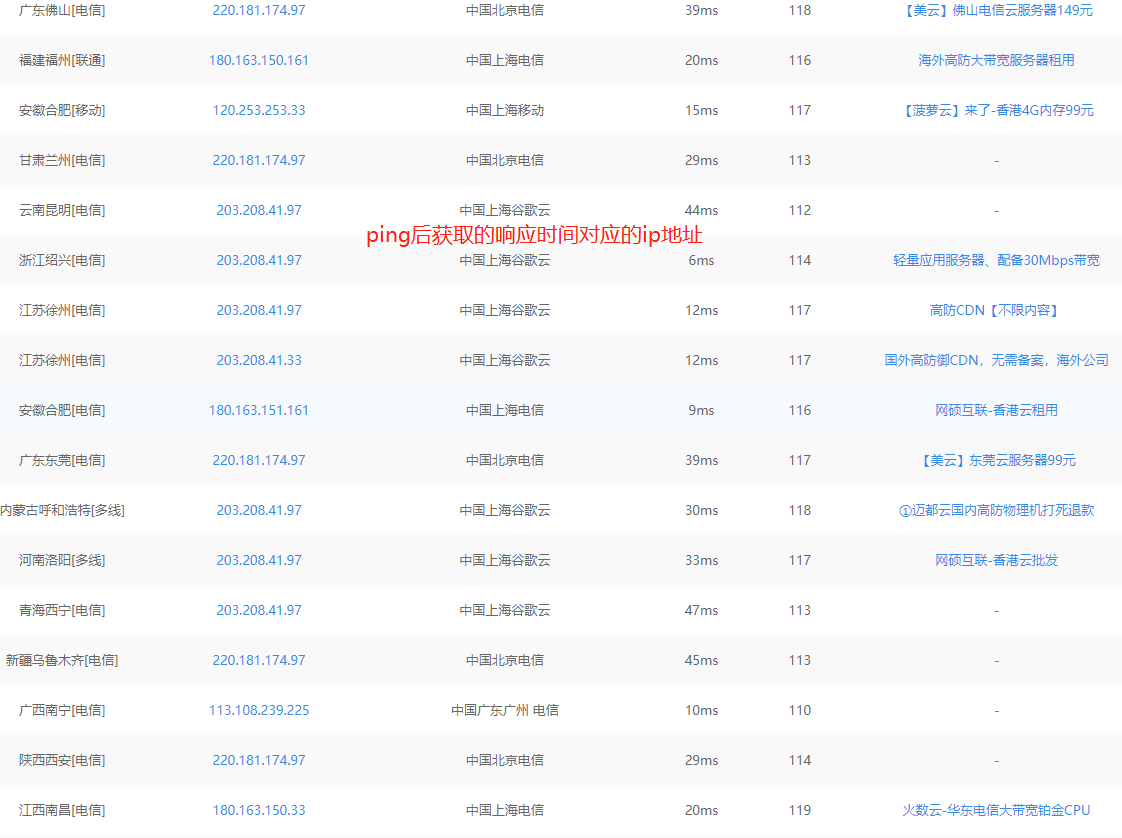 广东佛山[电信] 220.181.174.97 中国北京电信 39ms 118 【美云】佛山电信云服务器149元
福建福州[联通] 180.163.150.161 中国上海电信 20ms 116 海外高防大带宽服务器租用
安徽合肥[移动] 120.253.253.33 中国上海移动 15ms 117 【菠萝云】来了-香港4G内存99元
甘肃兰州[电信] 220.181.174.97 中国北京电信 29ms 113 -
云南昆明[电信] 203.208.41.97 中国上海谷歌云 44ms 112 -
ping后获取的响应时间对应的ip地址
浙江绍兴[电信] 203.208.41.97 中国上海谷歌云 6ms 114 轻量应用服务器、配备30Mbps带宽
江苏徐州[电信] 203.208.41.97 中国上海谷歌云 12ms 117 高防CDN【不限内容】
江苏徐州[电信] 203.208.41.33 中国上海谷歌云 12ms 117 国外高防御CDN，无需备案，海外公司
安徽合肥[电信] 180.163.151.161 中国上海电信 9ms 116 网硕互联-香港云租用
广东东莞[电信] 220.181.174.97 中国北京电信 39ms 117 【美云】东莞云服务器99元
内蒙古呼和浩特[多线] 203.208.41.97 中国上海谷歌云 30ms 118 ①迈都云国内高防物理机打死退款
河南洛阳[多线] 203.208.41.97 中国上海谷歌云 33ms 117 网硕互联-香港云批发
青海西宁[电信] 203.208.41.97 中国上海谷歌云 47ms 113 -
新疆乌鲁木齐[电信] 220.181.174.97 中国北京电信 45ms 113 -
广西南宁[电信] 113.108.239.225 中国广东广州 电信 10ms 110 -
陕西西安[电信] 220.181.174.97 中国北京电信 29ms 114 -
江西南昌[电信] 180.163.150.33 中国上海电信 20ms 119 火数云-华东电信大带宽铂金CPU